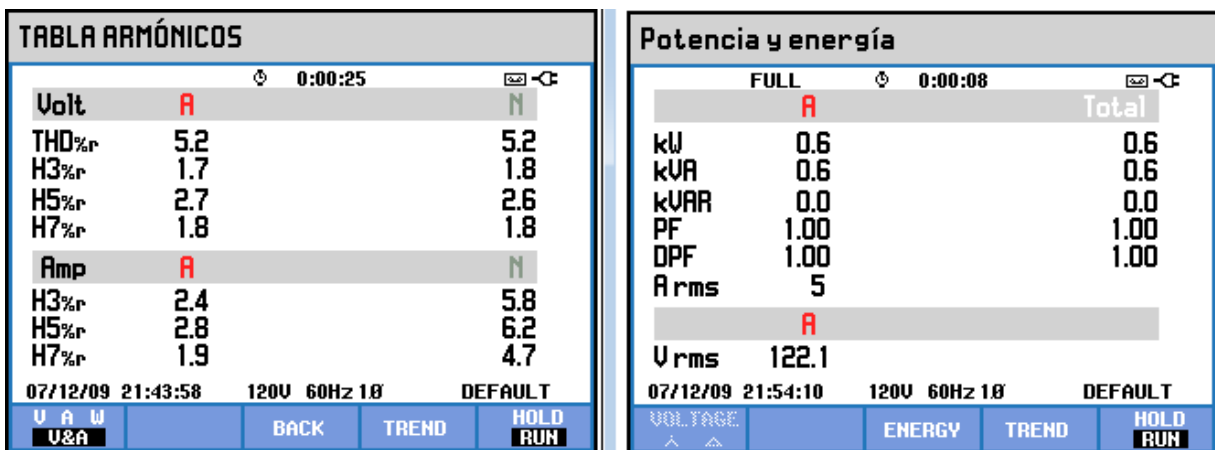 TABLA ARMÓNICOS
0:00:25
Volt A N
THD%r 5.2 5.2
H3%r 1.7 1.8
H5%r 2.7 2.6
H7%r 1.8 1.8
Amp A N
H3%r 2.4 5.8
H5%r 2.8 6.2
H7%r 1.9 4.7
07/12/09 21:43:58 120V 60Hz 1Ø DEFAULT
V A W BACK TREND HOLD
V&A RUN
Potencia y energía
FULL 0:00:08
A Total
kW 0.6 0.6
kVA 0.6 0.6
kVAR 0.0 0.0
PF 1.00 1.00
DPF 1.00 1.00
A rms 5
A
V rms 122.1
07/12/09 21:54:10 120V 60Hz 1Ø DEFAULT
VOLTAGE ENERGY TREND HOLD
RUN